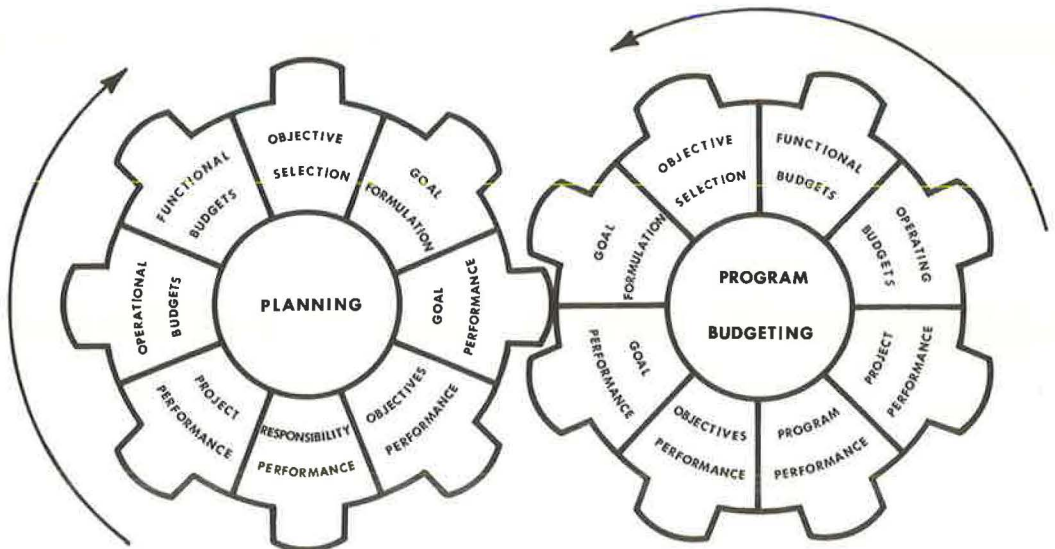 OBJECTIVE
SELECTION
GOAL
FORMULATION
GOAL
PERFORMANCE
OBJECTIVES
PERFORMANCE
RESPONSIBILITY
PERFORMANCE
PROJECT
PERFORMANCE
OPERATIONAL
BUDGETS
FUNCTIONAL
BUDGETS
PLANNING
OBJECTIVE
SELECTION
FUNCTIONAL
BUDGETS
OPERATING
BUDGETS
PROJECT
PERFORMANCE
PROGRAM
PERFORMANCE
OBJECTIVES
PERFORMANCE
GOAL
PERFORMANCE
GOAL
FORMULATION
PROGRAM
BUDGETING